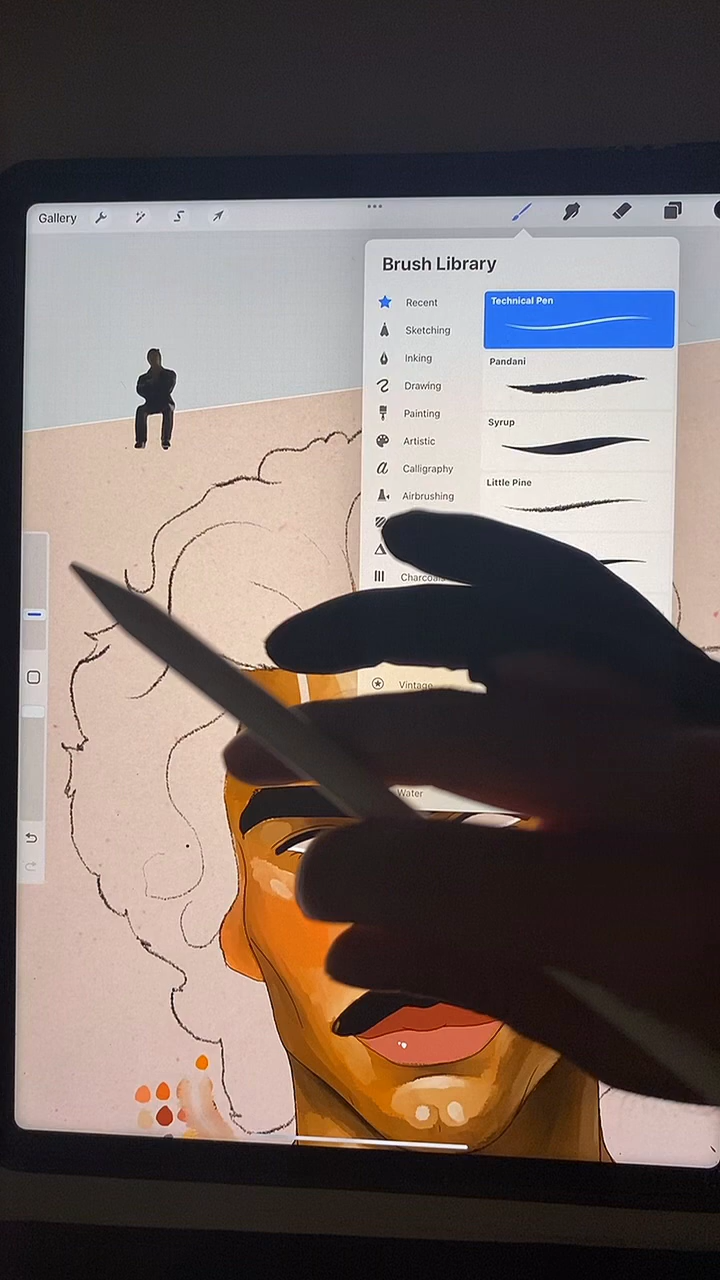 Gallery
Brush Library
Recent
Sketching
Inking
Drawing
Painting
Artistic
Calligraphy
Airbrushing
Vintage
Water
Technical Pen
Pandani
Syrup
Little Pine